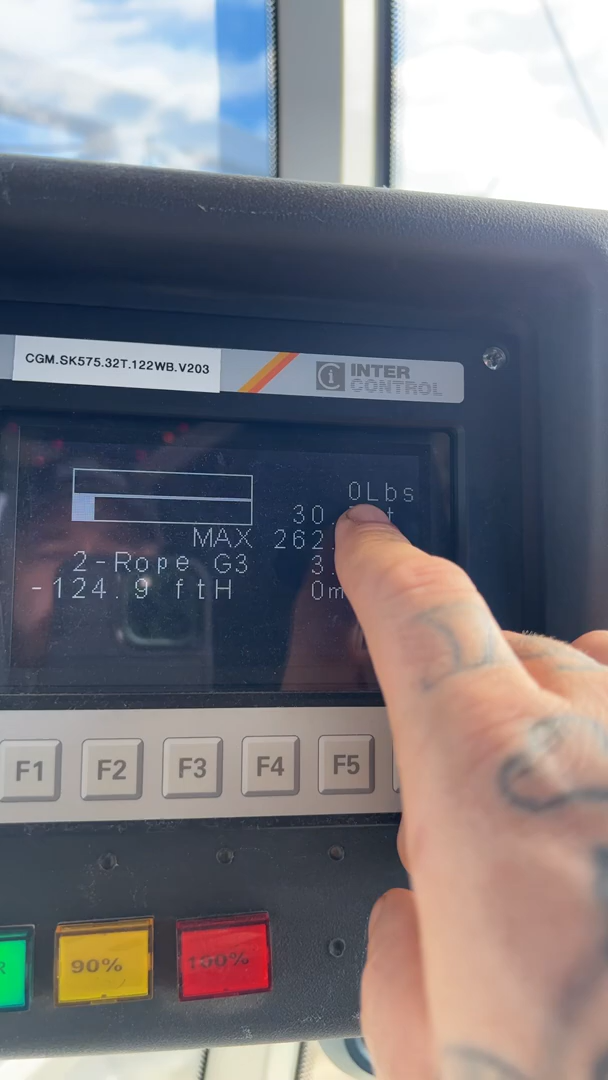 CGM.SK575.32T.122WB.V203
i INTER CONTROL
0Lbs
30.
MAX 262.
2-Rope G3 3.
-124.9 ftH 0m
F1 F2 F3 F4 F5
R 90% 100%